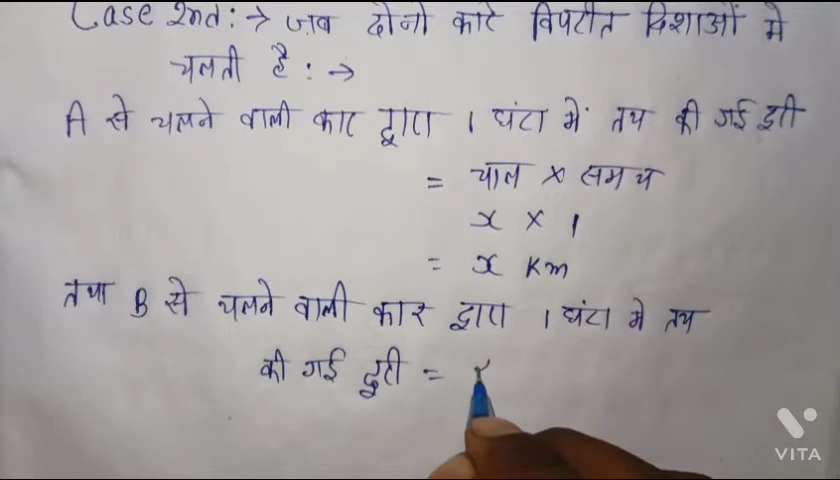 Case 2nd: → जब दोनो कारे विपरीत दिशाओं मे
चलती है : →
A से चलने वाली कार द्वारा 1 घंटा में तय की गई दूरी
= चाल × समय
x × 1
= x Km
तथा B से चलने वाली कार द्वारा 1 घंटा मे तय
की गई दूरी =
VITA